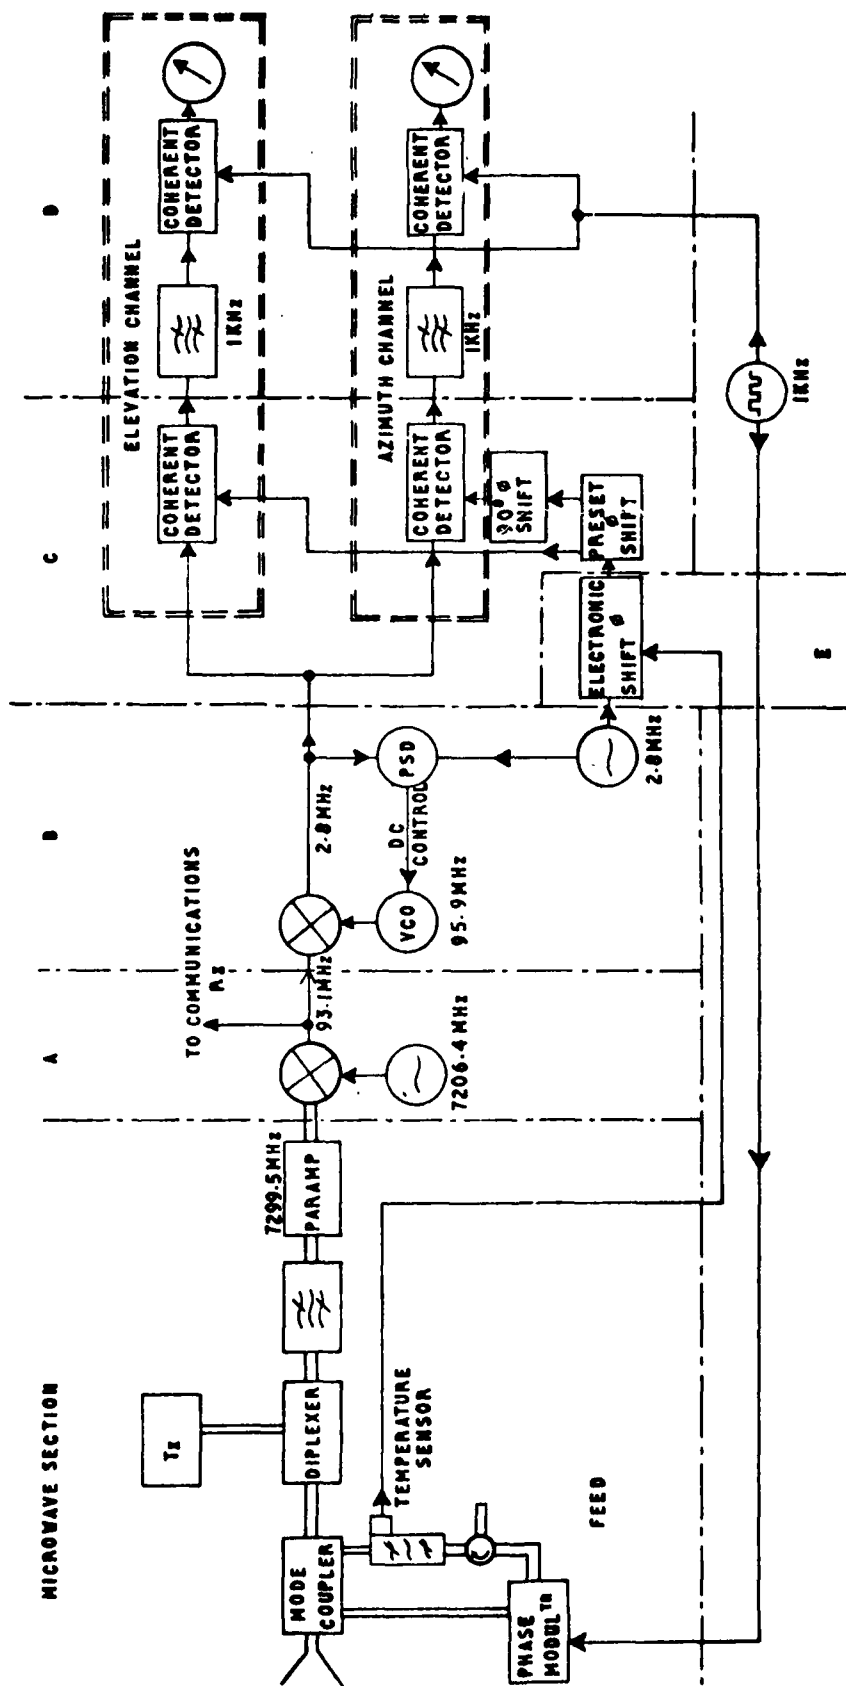 MICROWAVE SECTION
A
B
C
D
E
Tx
MODE
COUPLER
DIPLEXER
PARAMP
7299.5MHz
TEMPERATURE
SENSOR
FEED
PHASE
MODULTR
TO COMMUNICATIONS
Rx
93.1MHz
7206.4MHz
2.8MHz
VCO
95.9MHz
DC
CONTROL
PSD
2.8MHz
ELECTRONIC
Ø
SHIFT
PRESET
Ø
SHIFT
90° Ø
SHIFT
ELEVATION CHANNEL
COHERENT
DETECTOR
1KHz
COHERENT
DETECTOR
AZIMUTH CHANNEL
COHERENT
DETECTOR
1KHz
COHERENT
DETECTOR
1KHz